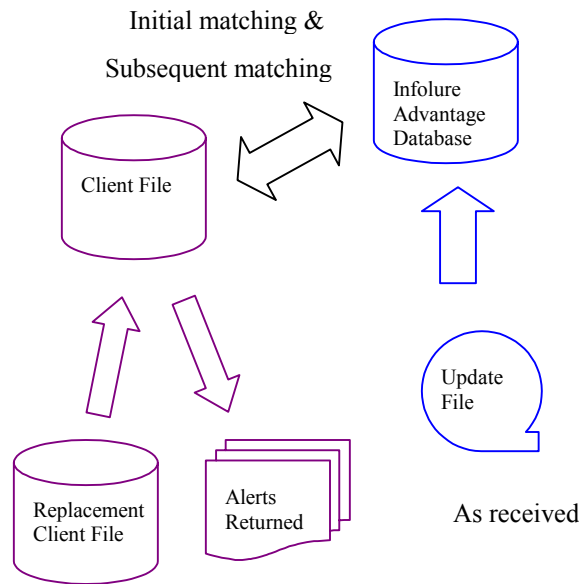 Initial matching &
Subsequent matching
Infolure
Advantage
Database
Client File
Update
File
Replacement
Client File
Alerts
Returned
As received